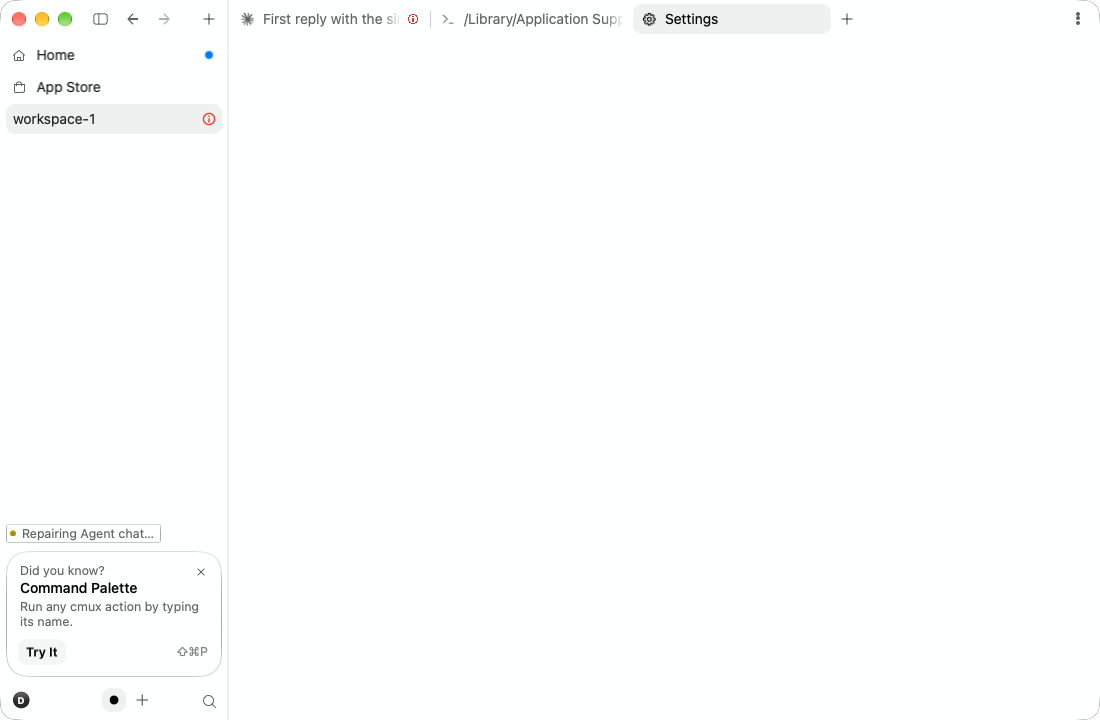 First reply with the
/Library/Application Supp
Settings
Home
App Store
workspace-1
Repairing Agent chat...
Did you know?
Command Palette
Run any cmux action by typing
its name.
Try It
⇧⌘P
D